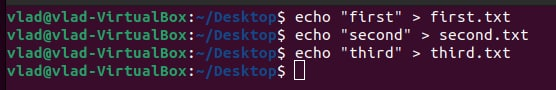 vlad@vlad-VirtualBox:~/Desktop$ echo "first" > first.txt
vlad@vlad-VirtualBox:~/Desktop$ echo "second" > second.txt
vlad@vlad-VirtualBox:~/Desktop$ echo "third" > third.txt
vlad@vlad-VirtualBox:~/Desktop$